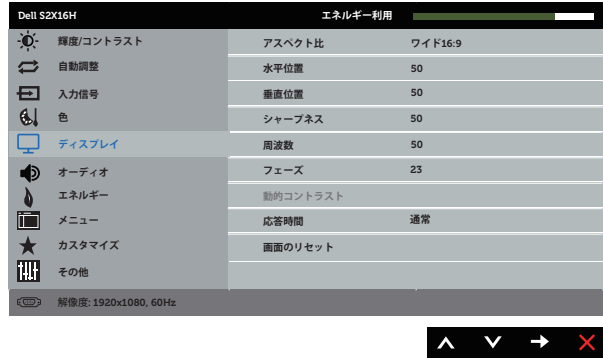 Dell S2X16H エネルギー利用
輝度/コントラスト
自動調整
入力信号
色
ディスプレイ
オーディオ
エネルギー
メニュー
カスタマイズ
その他
アスペクト比 ワイド16:9
水平位置 50
垂直位置 50
シャープネス 50
周波数 50
フェーズ 23
動的コントラスト
応答時間 通常
画面のリセット
解像度: 1920x1080, 60Hz